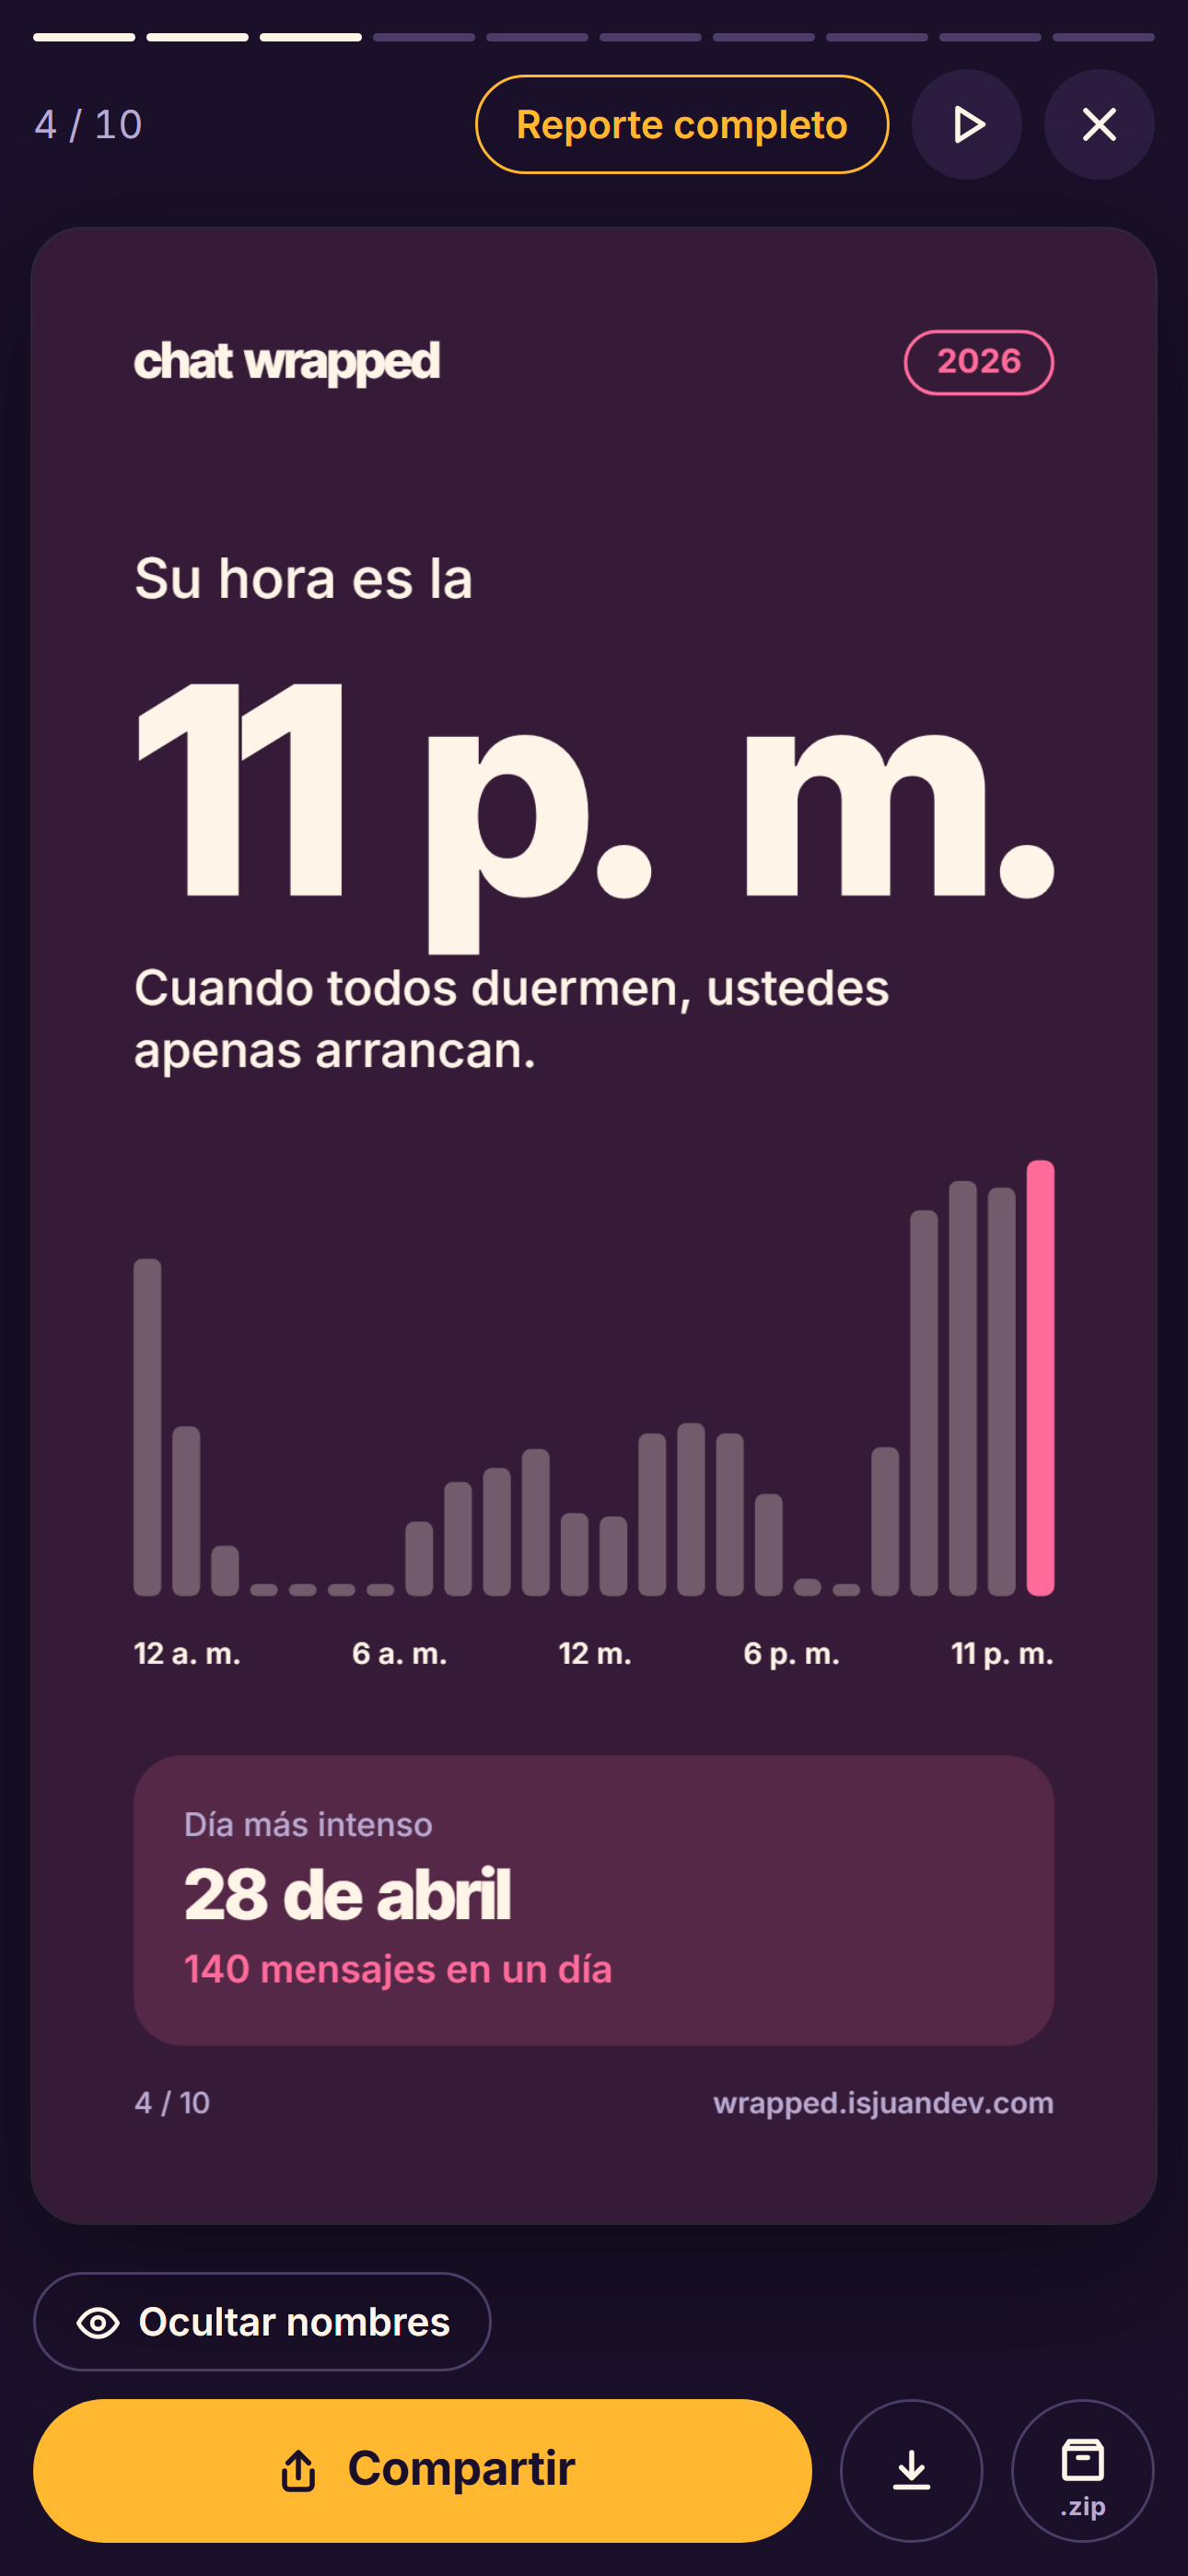 4 / 10
Reporte completo
chat wrapped
2026
Su hora es la
11 p. m.
Cuando todos duermen, ustedes
apenas arrancan.
12 a. m. 6 a. m. 12 m. 6 p. m. 11 p. m.
Día más intenso
28 de abril
140 mensajes en un día
4 / 10
wrapped.isjuandev.com
Ocultar nombres
Compartir
.zip